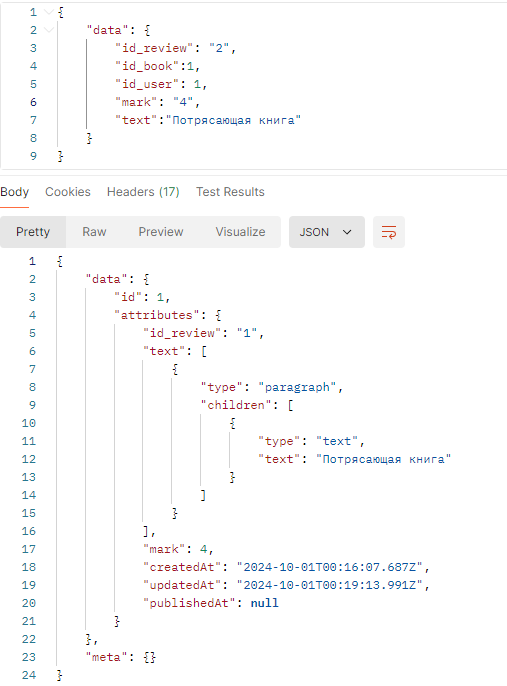 1 {
2 "data": {
3 "id_review": "2",
4 "id_book":1,
5 "id_user": 1,
6 "mark": "4",
7 "text":"Потрясающая книга"
8 }
9 }
Body Cookies Headers (17) Test Results
Pretty Raw Preview Visualize JSON
1 {
2 "data": {
3 "id": 1,
4 "attributes": {
5 "id_review": "1",
6 "text": [
7 {
8 "type": "paragraph",
9 "children": [
10 {
11 "type": "text",
12 "text": "Потрясающая книга"
13 }
14 ]
15 }
16 ],
17 "mark": 4,
18 "createdAt": "2024-10-01T00:16:07.687Z",
19 "updatedAt": "2024-10-01T00:19:13.991Z",
20 "publishedAt": null
21 }
22 },
23 "meta": {}
24 }